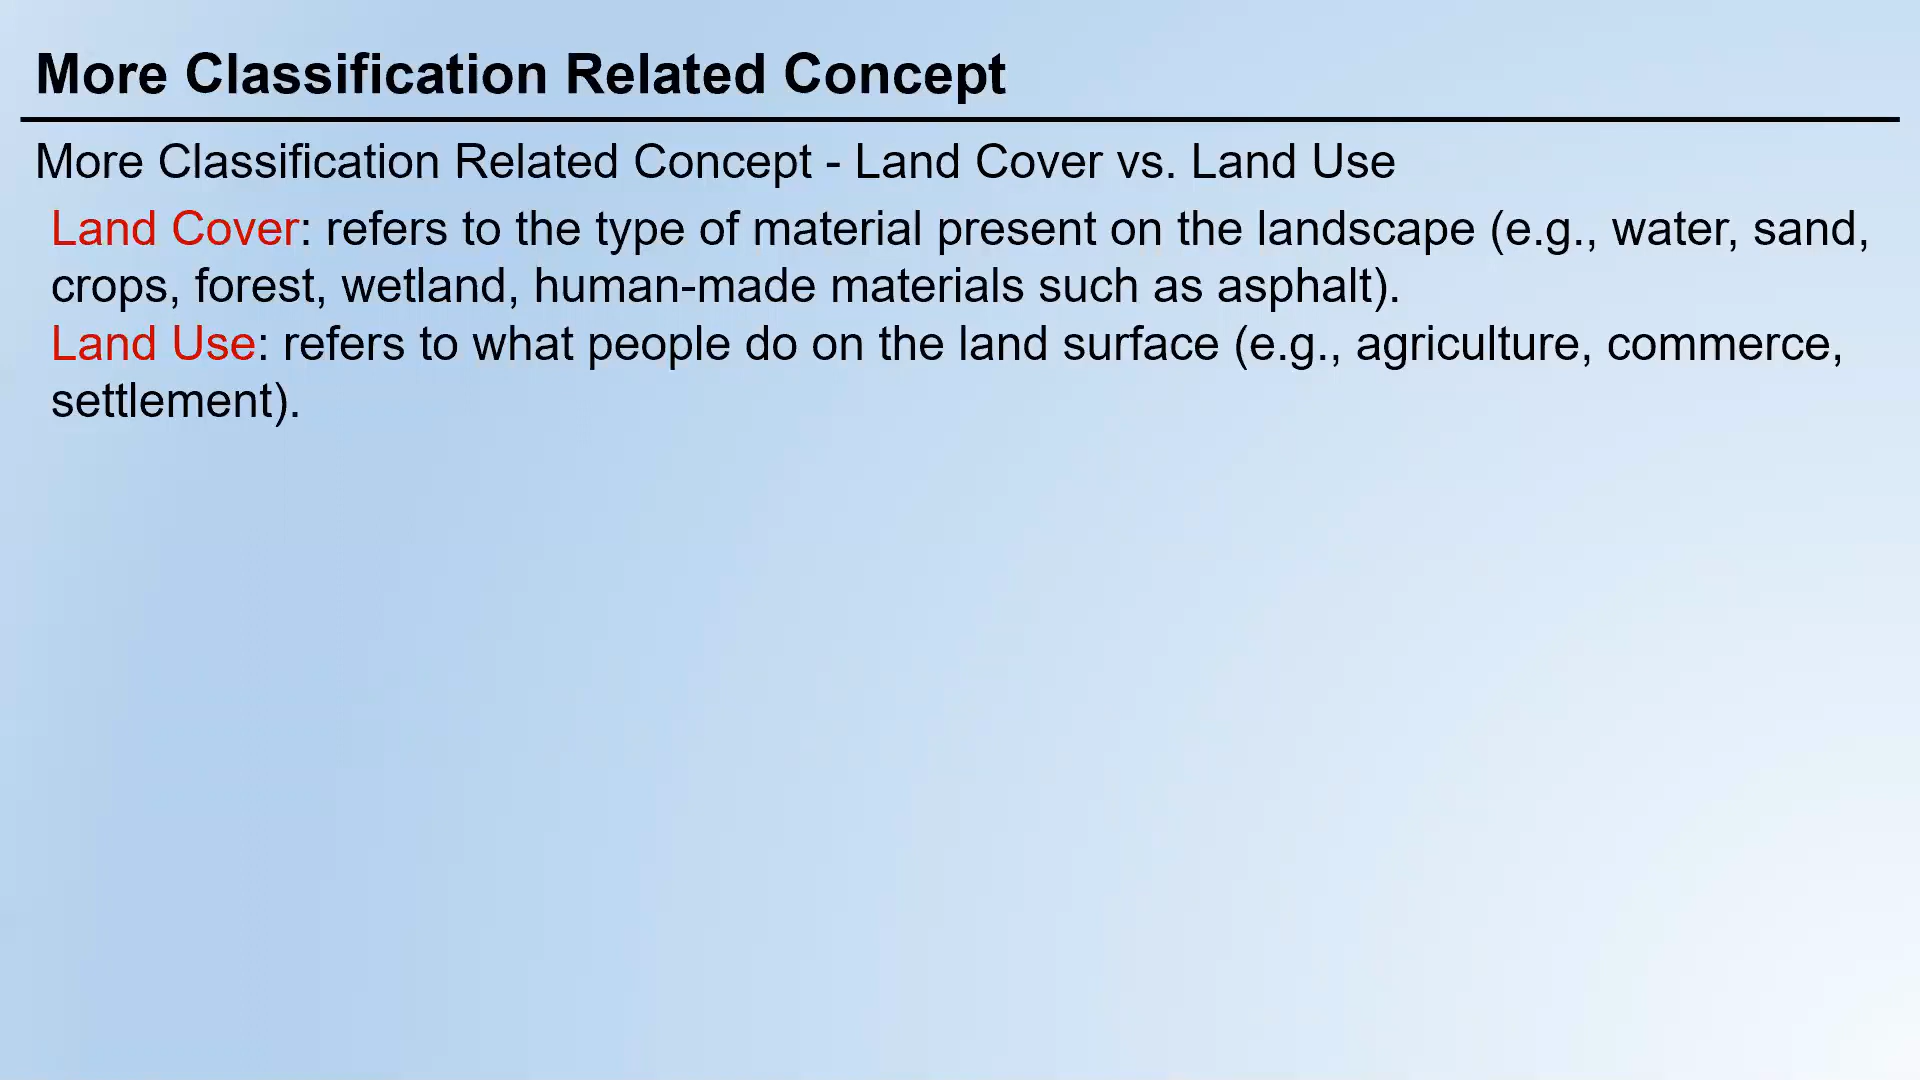 More Classification Related Concept
More Classification Related Concept - Land Cover vs. Land Use
Land Cover: refers to the type of material present on the landscape (e.g., water, sand,
crops, forest, wetland, human-made materials such as asphalt).
Land Use: refers to what people do on the land surface (e.g., agriculture, commerce,
settlement).